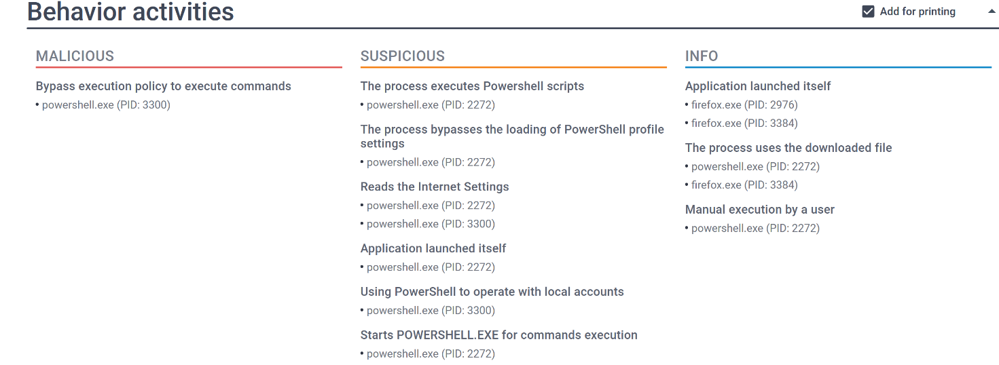 Behavior activities
Add for printing
MALICIOUS
Bypass execution policy to execute commands
• powershell.exe (PID: 3300)
SUSPICIOUS
The process executes Powershell scripts
• powershell.exe (PID: 2272)
The process bypasses the loading of PowerShell profile
settings
• powershell.exe (PID: 2272)
Reads the Internet Settings
• powershell.exe (PID: 2272)
• powershell.exe (PID: 3300)
Application launched itself
• powershell.exe (PID: 2272)
Using PowerShell to operate with local accounts
• powershell.exe (PID: 3300)
Starts POWERSHELL.EXE for commands execution
• powershell.exe (PID: 2272)
INFO
Application launched itself
• firefox.exe (PID: 2976)
• firefox.exe (PID: 3384)
The process uses the downloaded file
• powershell.exe (PID: 2272)
• firefox.exe (PID: 3384)
Manual execution by a user
• powershell.exe (PID: 2272)